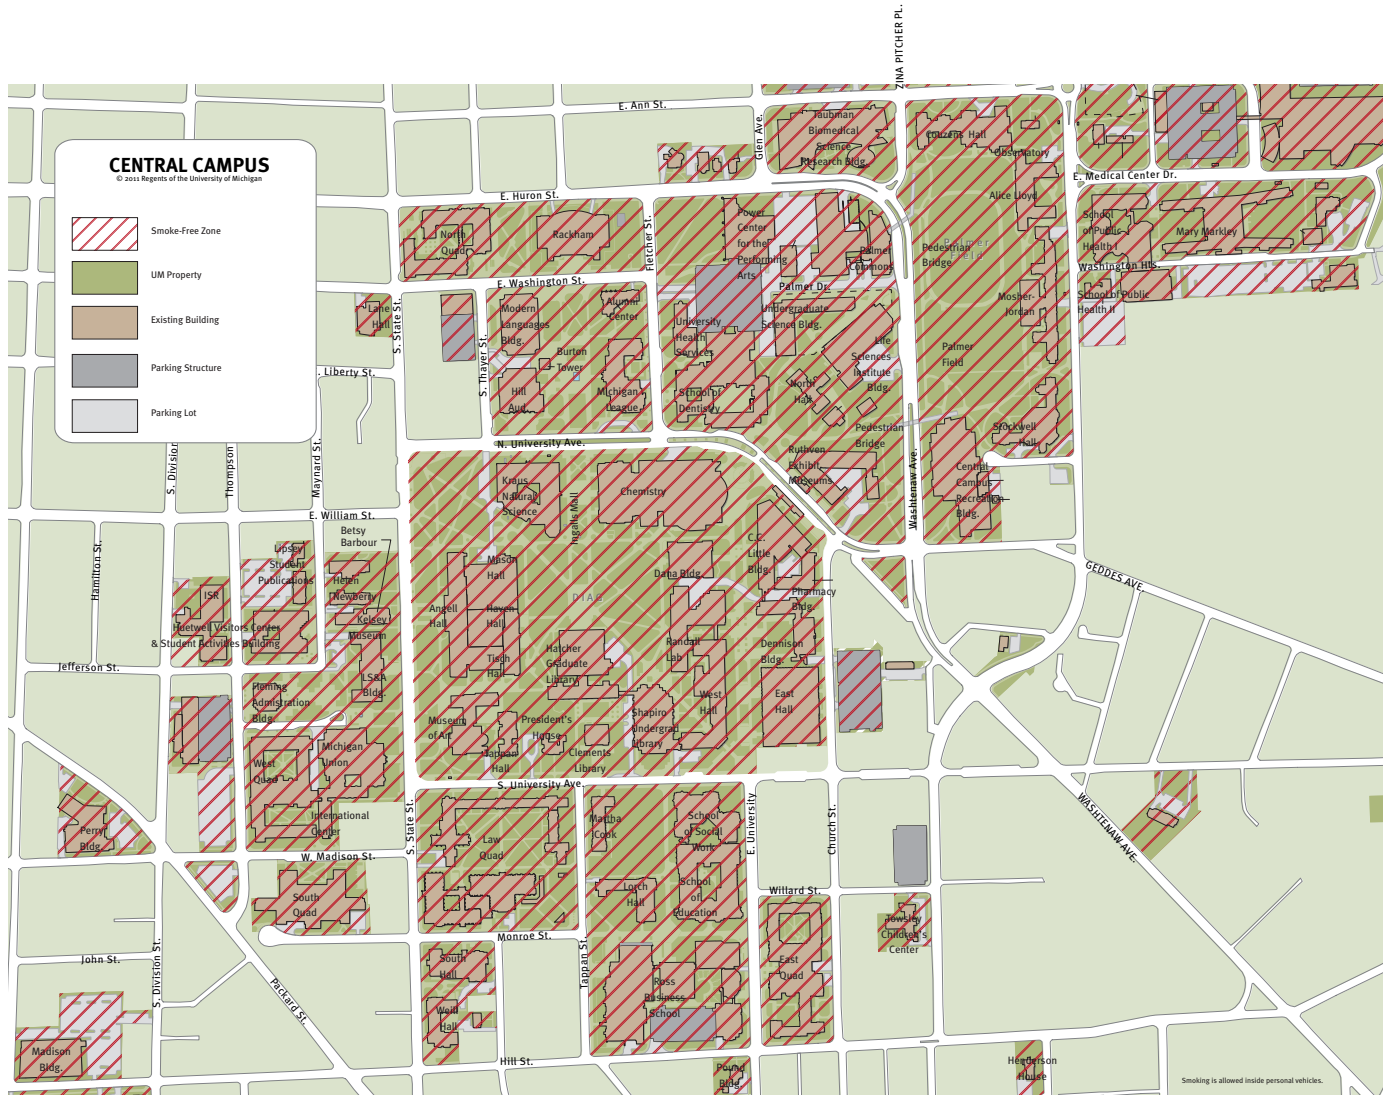 ZINA PITCHER PL.
E. Ann St.
Glen Ave.
Taubman
Biomedical
Science
Research Bldg.
Couzens Hall
Observatory
CENTRAL CAMPUS
© 2011 Regents of the University of Michigan
Smoke-Free Zone
UM Property
Existing Building
Parking Structure
Parking Lot
E. Medical Center Dr.
E. Huron St.
Alice Lloyd
North
Quad
Rackham
Fletcher St.
Power
Center
for the
Performing
Arts
Palmer
Commons
Pedestrian
Bridge
Palmer
Field
School
of Public
Health I
Mary Markley
Washington Hts.
E. Washington St.
Palmer Dr.
School of Public
Health II
Lane
Hall
S. State St.
Modern
Languages
Bldg.
Alumni
Center
University
Health
Services
Undergraduate
Science Bldg.
Mosher-
Jordan
S. Thayer St.
Burton
Tower
Life
Sciences
Institute
Bldg.
Palmer
Field
. Liberty St.
Hill
Aud.
Michigan
League
School of
Dentistry
North
Hall
Pedestrian
Bridge
Stockwell
Hall
N. University Ave.
S. Division
Thompson
Maynard St.
Ruthven
Exhibit
Museums
Washtenaw Ave.
Central
Campus
Recreation
Bldg.
Kraus
Natural
Science
Ingalls Mall
Chemistry
E. William St.
Betsy
Barbour
C.C.
Little
Bldg.
Hamilton St.
Lipsey
Student
Publications
Helen
Newberry
Mason
Hall
Dana Bldg.
GEDDES AVE.
ISR
DIAG
Pharmacy
Bldg.
Angell
Hall
Haven
Hall
Kelsey
Museum
Huetwell Visitors Center
& Student Activities Building
Tisch
Hall
Hatcher
Graduate
Library
Randall
Lab
Dennison
Bldg.
Jefferson St.
Fleming
Admistration
Bldg.
LS&A
Bldg.
West
Hall
East
Hall
Museum
of Art
President's
House
Shapiro
Undergrad
Library
Michigan
Union
West
Quad
Tappan
Hall
Clements
Library
S. University Ave.
International
Center
S. State St.
Martha
Cook
School
of Social
Work
E. University
Church St.
WASHTENAW AVE.
Perry
Bldg.
Law
Quad
W. Madison St.
South
Quad
Lorch
Hall
School
of
Education
Willard St.
Towsley
Children's
Center
Monroe St.
Tappan St.
John St.
S. Division St.
Packard St.
South
Hall
East
Quad
Ross
Business
School
Weill
Hall
Madison
Bldg.
Hill St.
Pound
Bldg.
Henderson
House
Smoking is allowed inside personal vehicles.